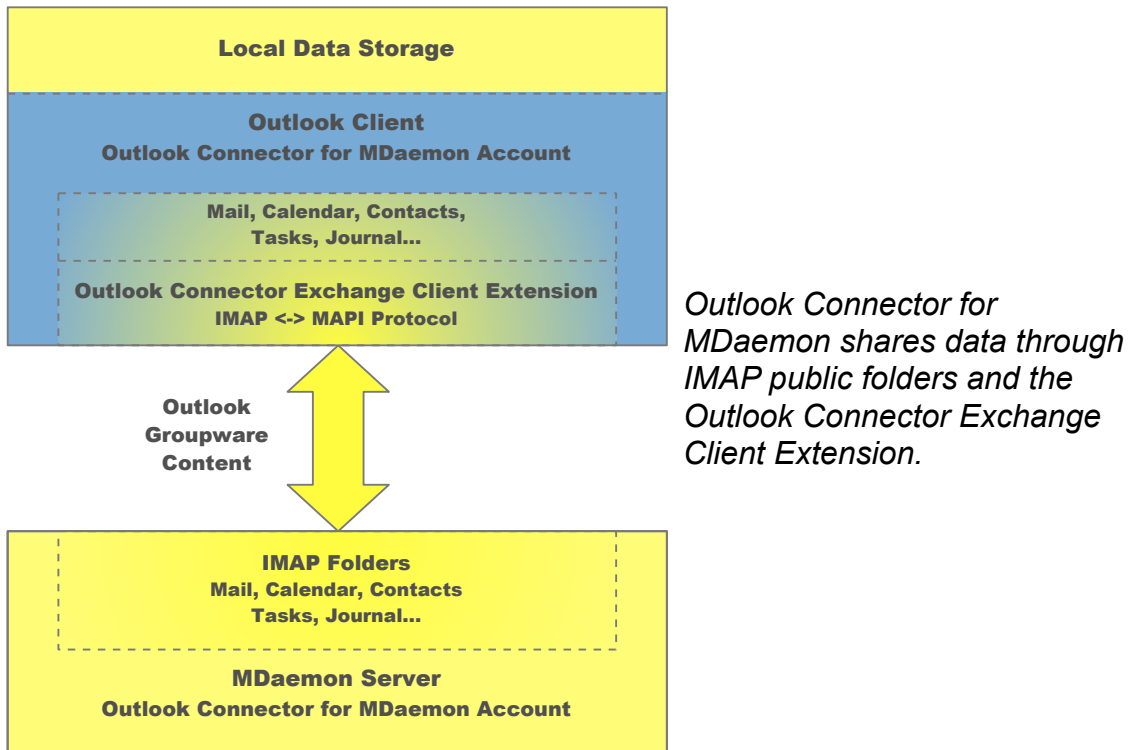 Local Data Storage
Outlook Client
Outlook Connector for MDaemon Account
Mail, Calendar, Contacts,
Tasks, Journal...
Outlook Connector Exchange Client Extension
IMAP <-> MAPI Protocol
Outlook
Groupware
Content
Outlook Connector for
MDaemon shares data through
IMAP public folders and the
Outlook Connector Exchange
Client Extension.
IMAP Folders
Mail, Calendar, Contacts
Tasks, Journal...
MDaemon Server
Outlook Connector for MDaemon Account